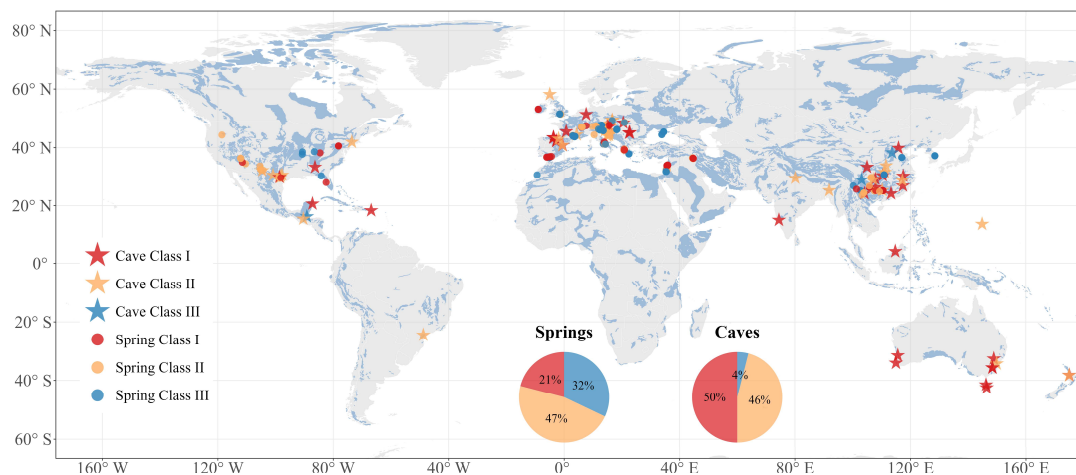 80° N
60° N
40° N
20° N
0°
20° S
40° S
60° S
Cave Class I
Cave Class II
Cave Class III
Spring Class I
Spring Class II
Spring Class III
Springs
21%
32%
47%
Caves
4%
50%
46%
160° W 120° W 80° W 40° W 0° 40° E 80° E 120° E 160° E